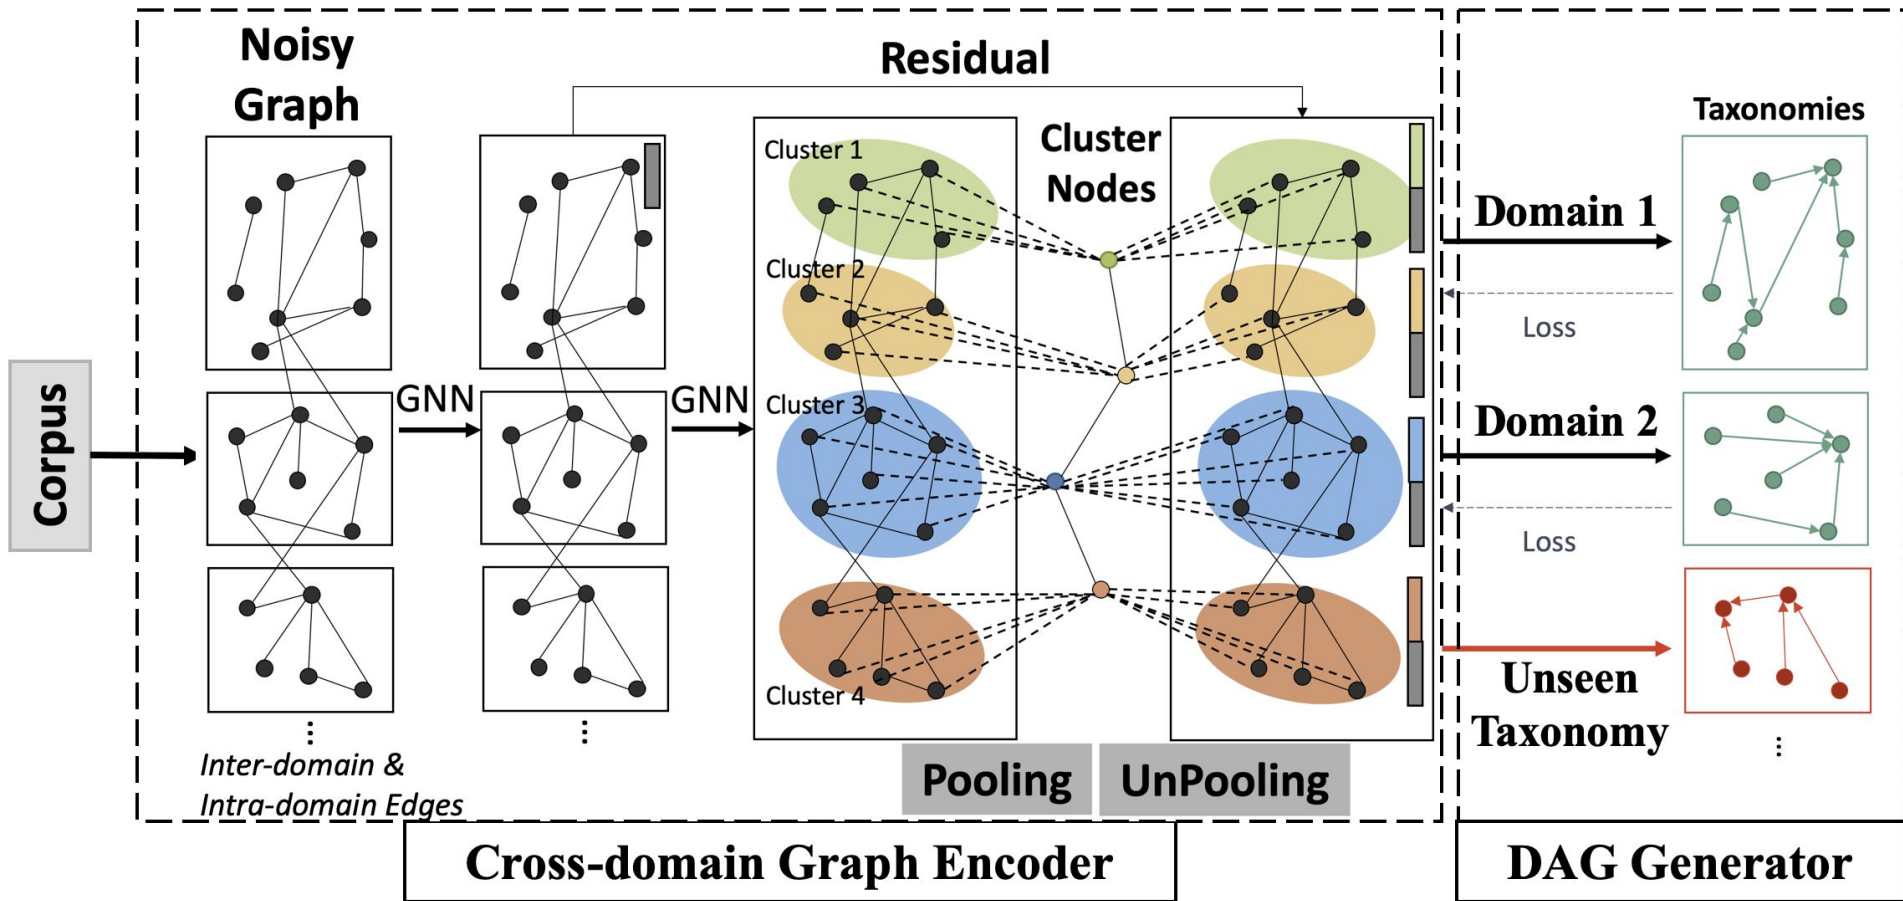 Noisy
Graph
Residual
Cluster
Nodes
Taxonomies
Cluster 1
Cluster 2
Cluster 3
Cluster 4
Corpus
GNN
GNN
Domain 1
Loss
Domain 2
Loss
Unseen
Taxonomy
...
...
...
Inter-domain &
Intra-domain Edges
Pooling
UnPooling
Cross-domain Graph Encoder
DAG Generator